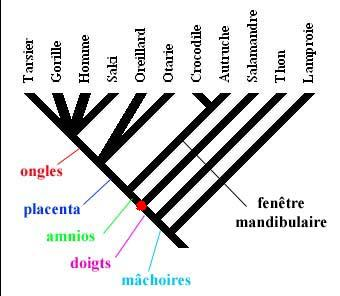 Tarsier
Gorille
Homme
Saki
Oreillard
Otarie
Crocodile
Autruche
Salamandre
Thon
Lamproie
ongles
placenta
amnios
doigts
mâchoires
fenêtre
mandibulaire